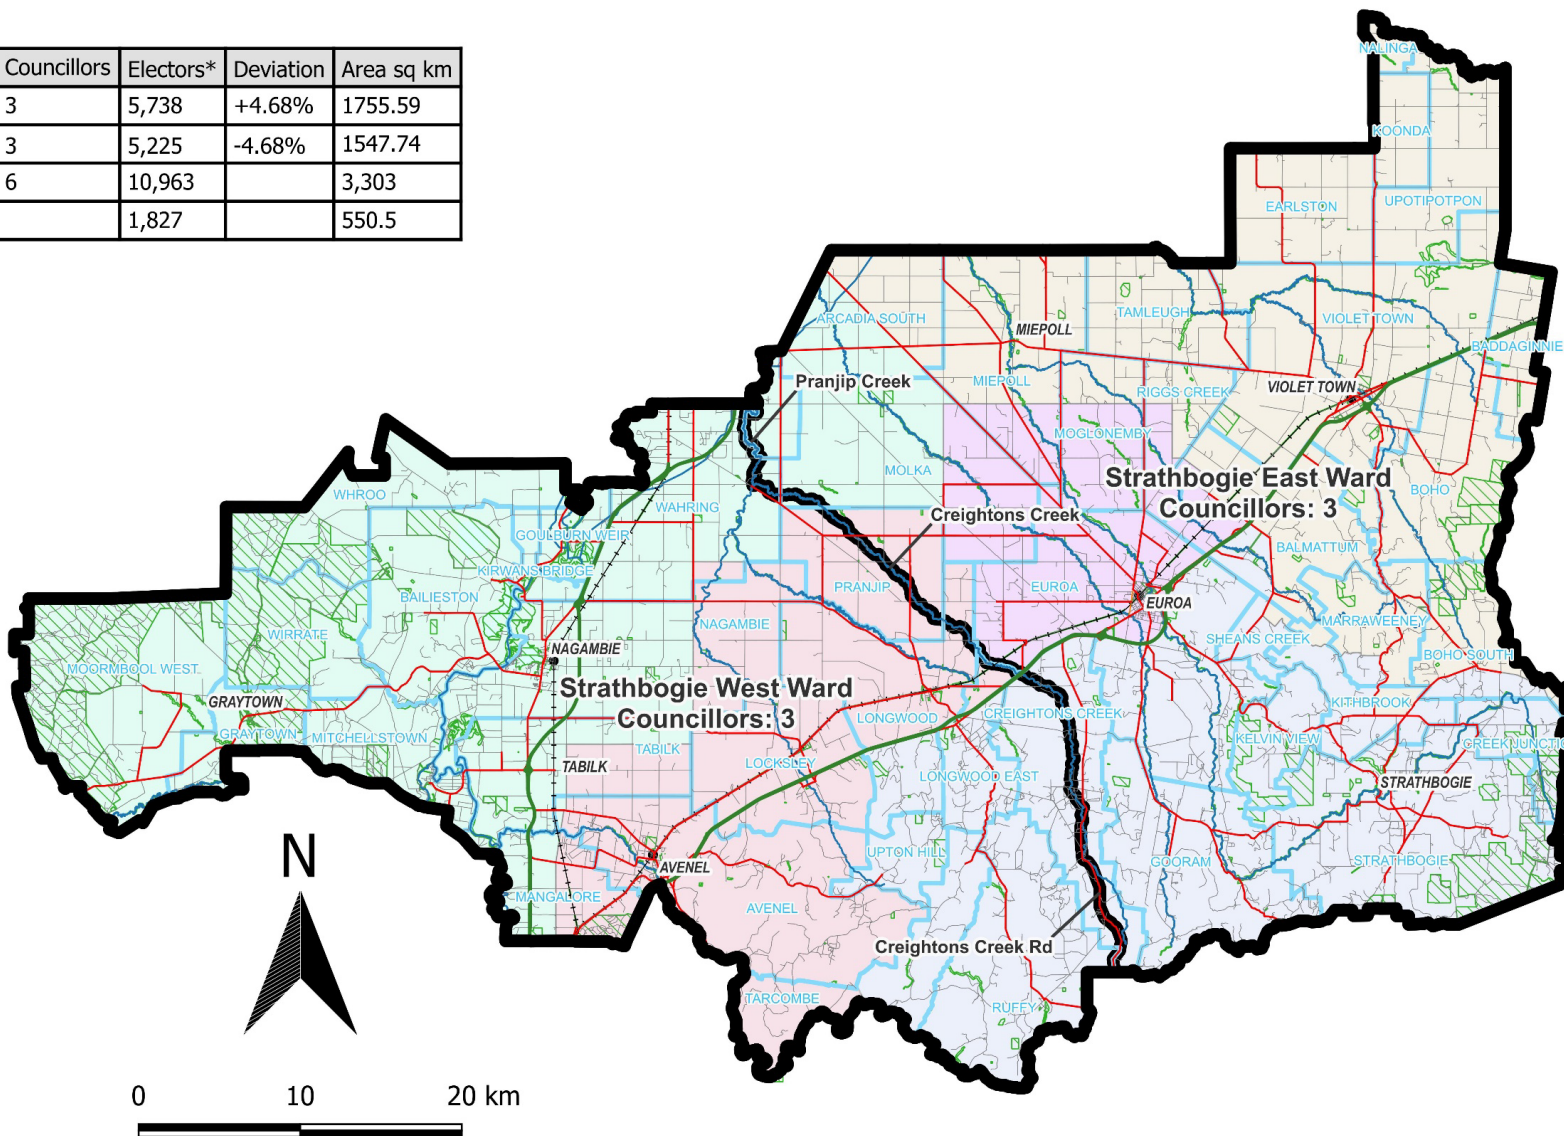 Councillors Electors* Deviation Area sq km
3 5,738 +4.68% 1755.59
3 5,225 -4.68% 1547.74
6 10,963 3,303
1,827 550.5
NALINGA
KOONDA
EARLSTON
UPOTIPOTPON
ARCADIA SOUTH
MIEPOLL
TAMLEUGH
VIOLET TOWN
BADDAGINNIE
Pranjip Creek
MIEPOLL
RIGGS CREEK
VIOLET TOWN
MOGLONEMBY
MOLKA
Strathbogie East Ward
Councillors: 3
BOHO
WHROO
WAHRING
GOULBURN WEIR
Creightons Creek
BALMATTUM
KIRWANS BRIDGE
BAILIESTON
PRANJIP
EUROA
EUROA
MARRAWEENEY
WIRRATE
NAGAMBIE
SHEANS CREEK
BOHO SOUTH
MOORMBOOL WEST
NAGAMBIE
GRAYTOWN
Strathbogie West Ward
Councillors: 3
LONGWOOD
CREIGHTONS CREEK
KITHBROOK
GRAYTOWN
MITCHELLSTOWN
TABILK
KELVIN VIEW
CREEK JUNCTIO
TABILK
LOCKSLEY
LONGWOOD EAST
STRATHBOGIE
AVENEL
UPTON HILL
GOORAM
STRATHBOGIE
MANGALORE
AVENEL
Creightons Creek Rd
TARCOMBE
RUFFY
N
0 10 20 km